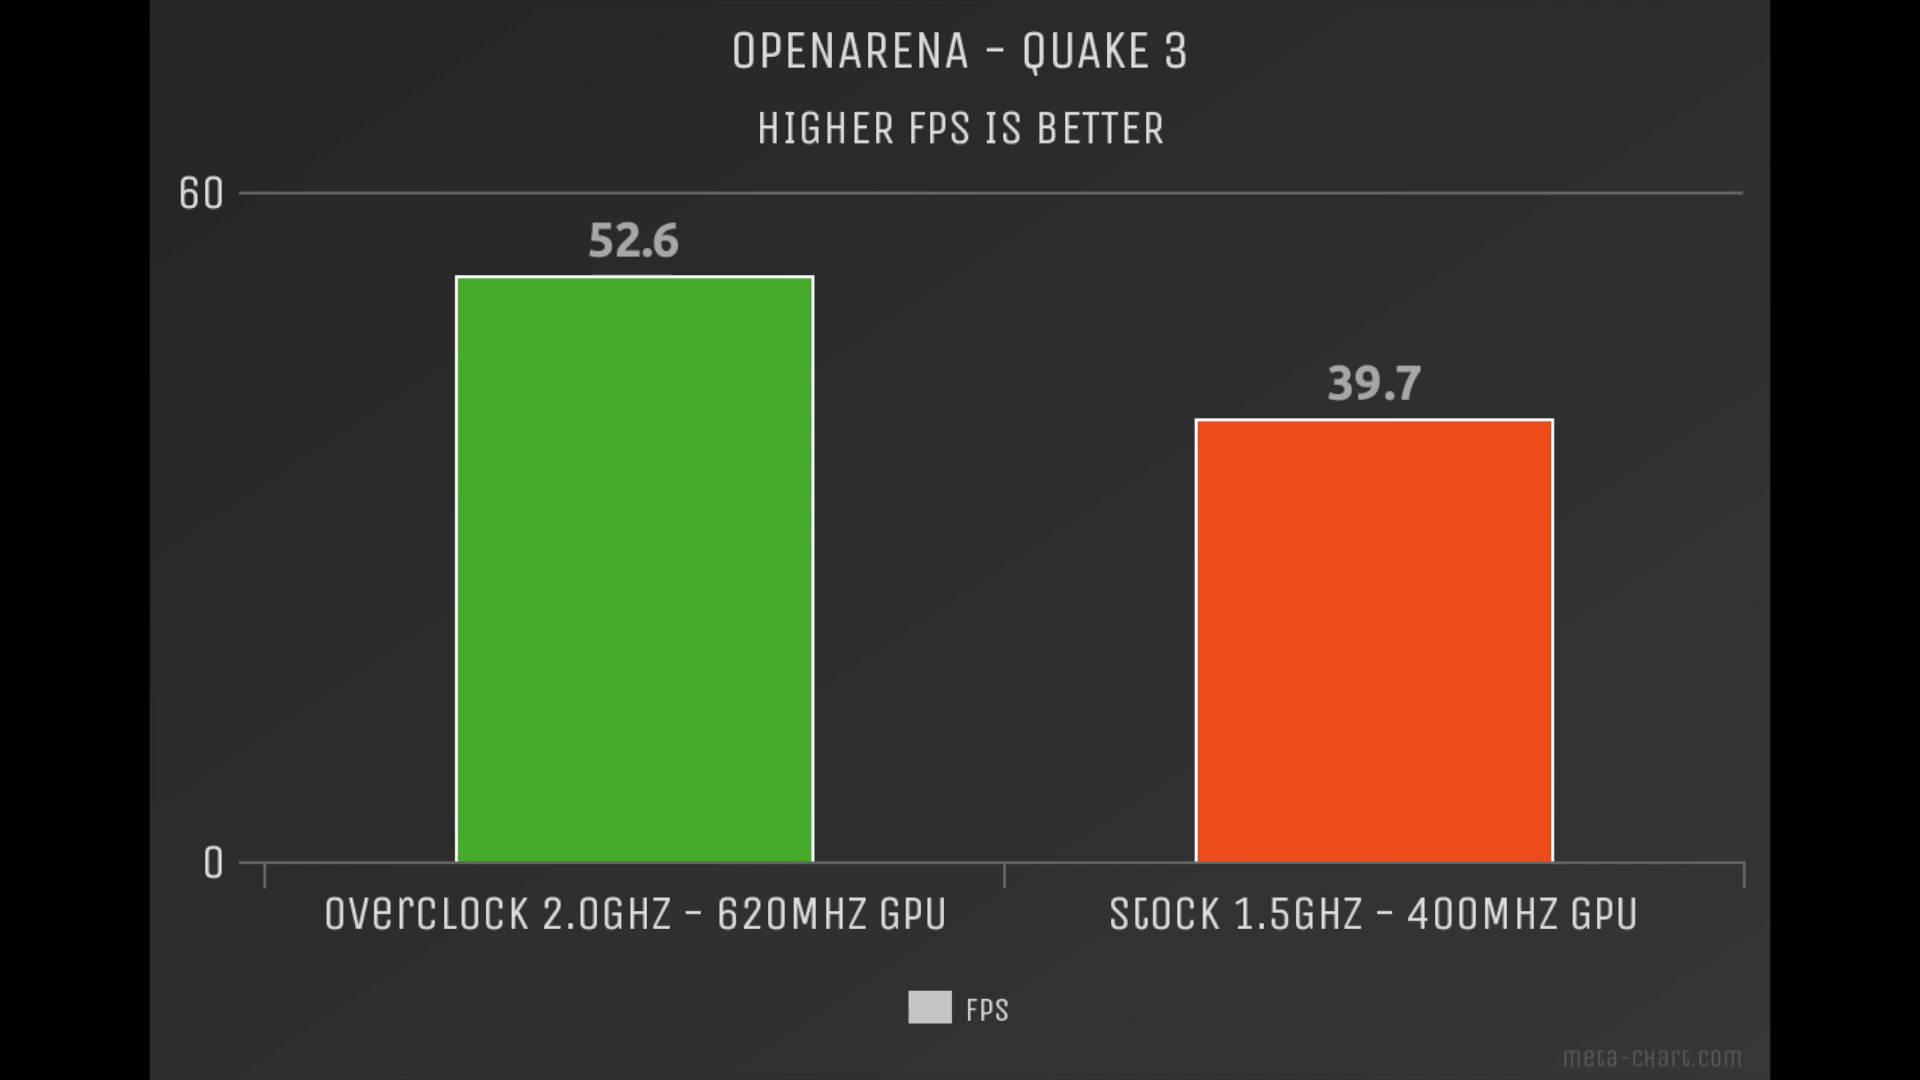 OPENARENA - QUAKE 3
HIGHER FPS IS BETTER
60
52.6
39.7
0
OVERCLOCK 2.0GHZ - 620MHZ GPU
STOCK 1.5GHZ - 400MHZ GPU
FPS
meta-chart.com